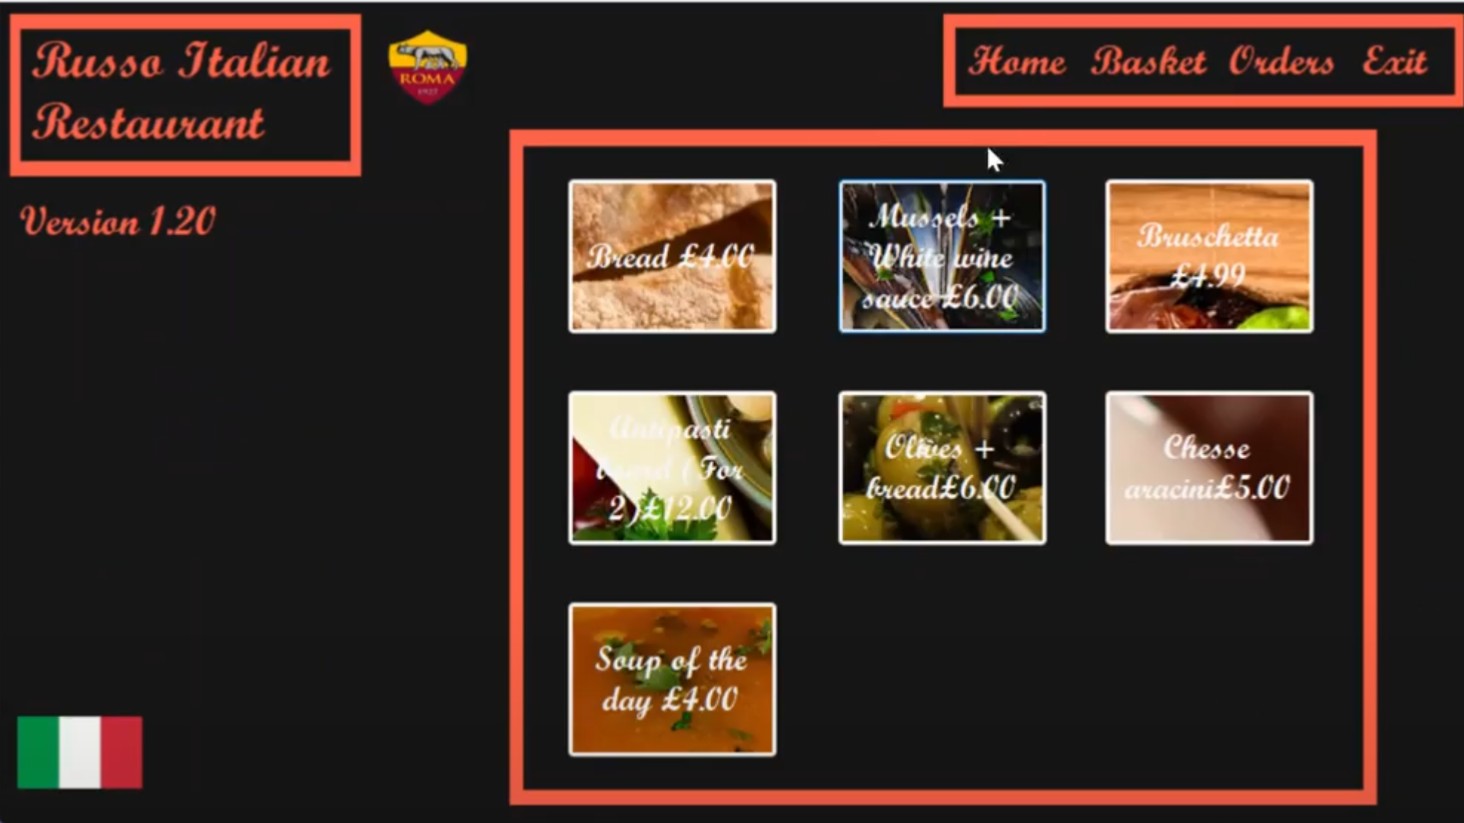 Russo Italian
Restaurant
ROMA
1927
Home Basket Orders Exit
Version 1.20
Bread £4.00
Mussels +
White wine
sauce £6.00
Bruschetta
£4.99
Antipasti
board (For
2)£12.00
Olives +
bread£6.00
Chesse
aracini£5.00
Soup of the
day £4.00